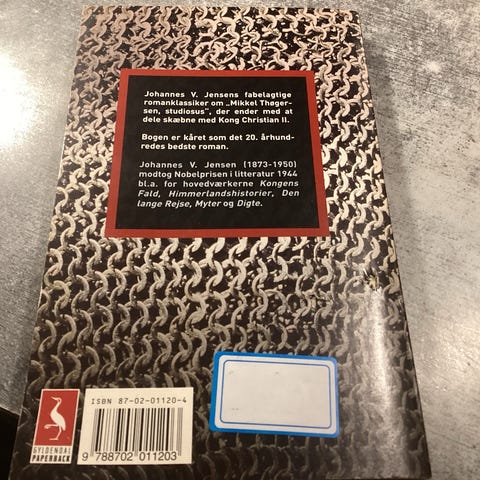 Johannes V. Jensens fabelagtige
romanklassiker om „Mikkel Thøger-
sen, studiosus", der ender med at
dele skæbne med Kong Christian II.
Bogen er kåret som det 20. århund-
redes bedste roman.
Johannes V. Jensen (1873-1950)
modtog Nobelprisen i litteratur 1944
bl.a. for hovedværkerne Kongens
Fald, Himmerlandshistorier, Den
lange Rejse, Myter og Digte.
ISBN 87-02-01120-4
9 788702 011203
GYLDENDAL
PAPERBACK